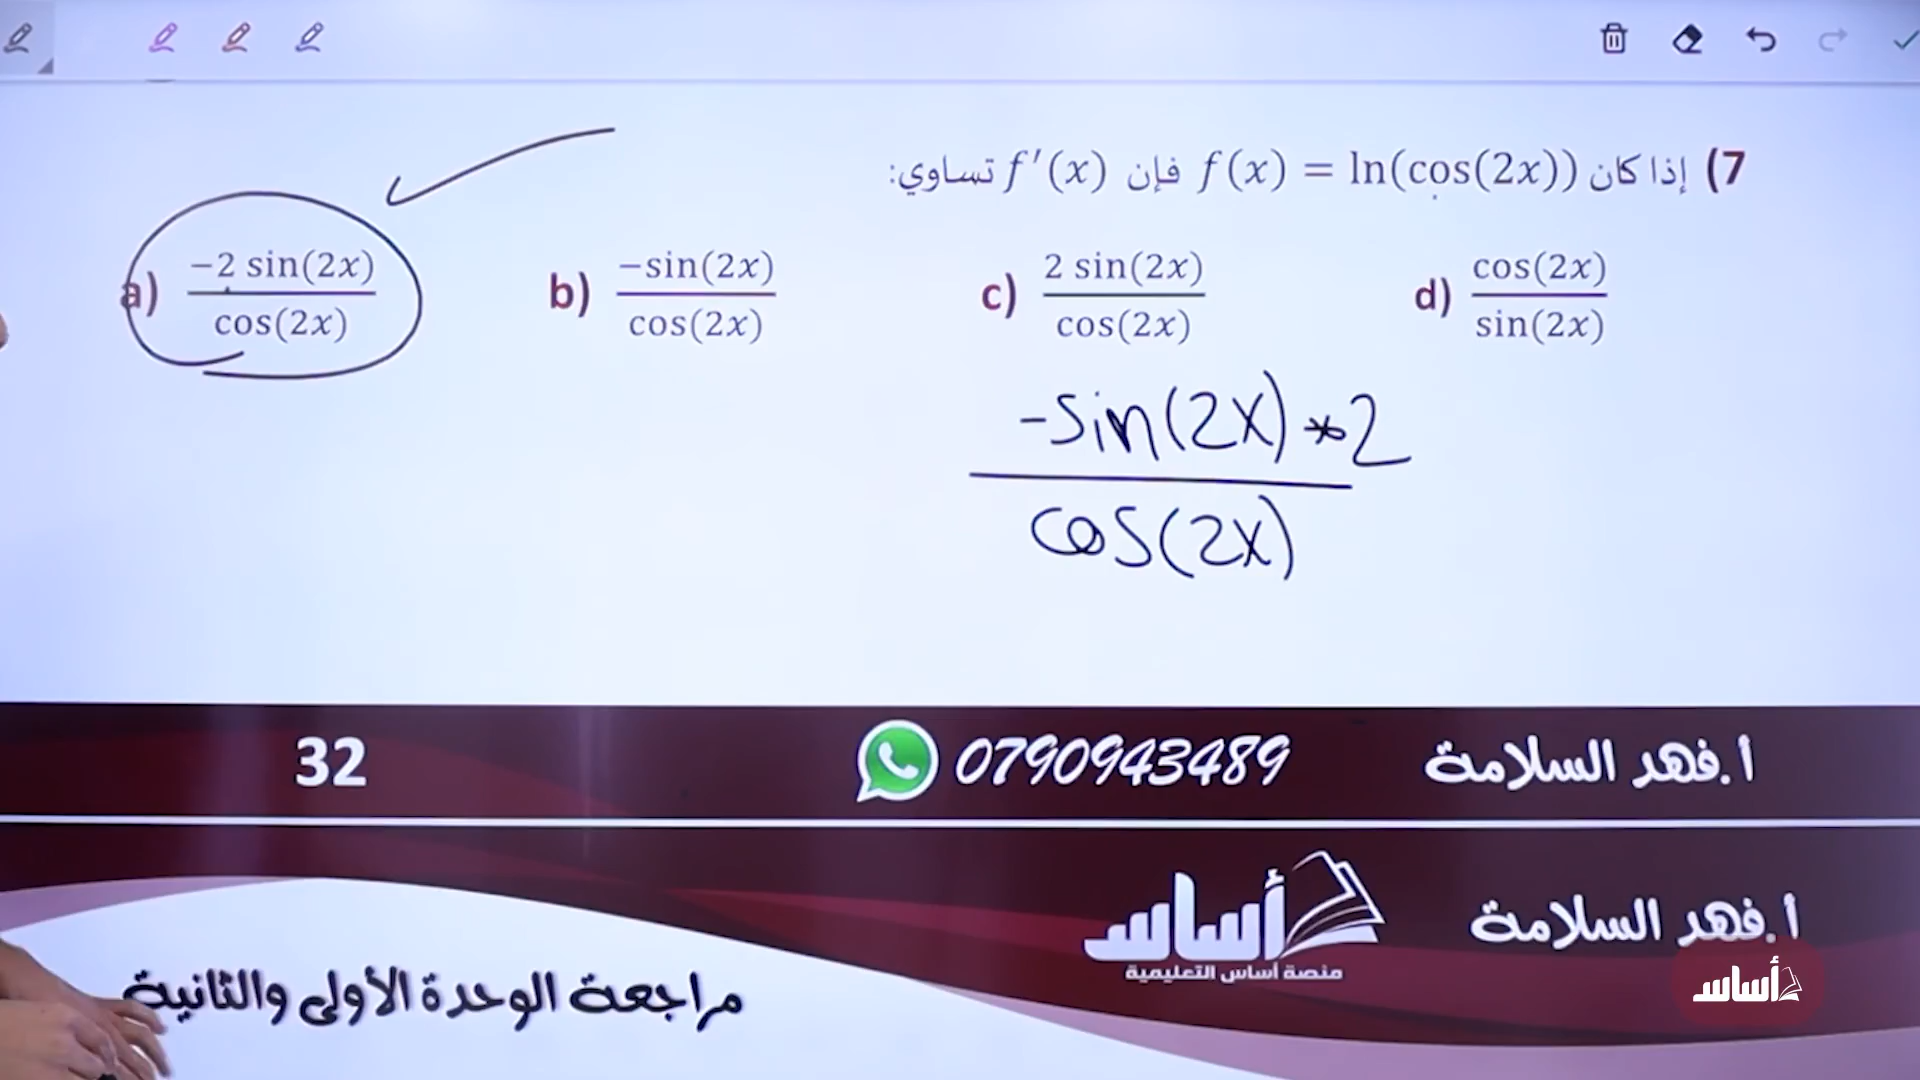 7) إذا كان f(x) = ln(cos(2x)) فإن f′(x) تساوي:
a) −2 sin(2x) / cos(2x) b) −sin(2x) / cos(2x) c) 2 sin(2x) / cos(2x) d) cos(2x) / sin(2x)
-sin(2x) * 2
cos(2x)
أ.فهد السلامة 0790943489 32
أ.فهد السلامة
أساس
منصة أساس التعليمية
أساس
مراجعة الوحدة الأولى والثانية